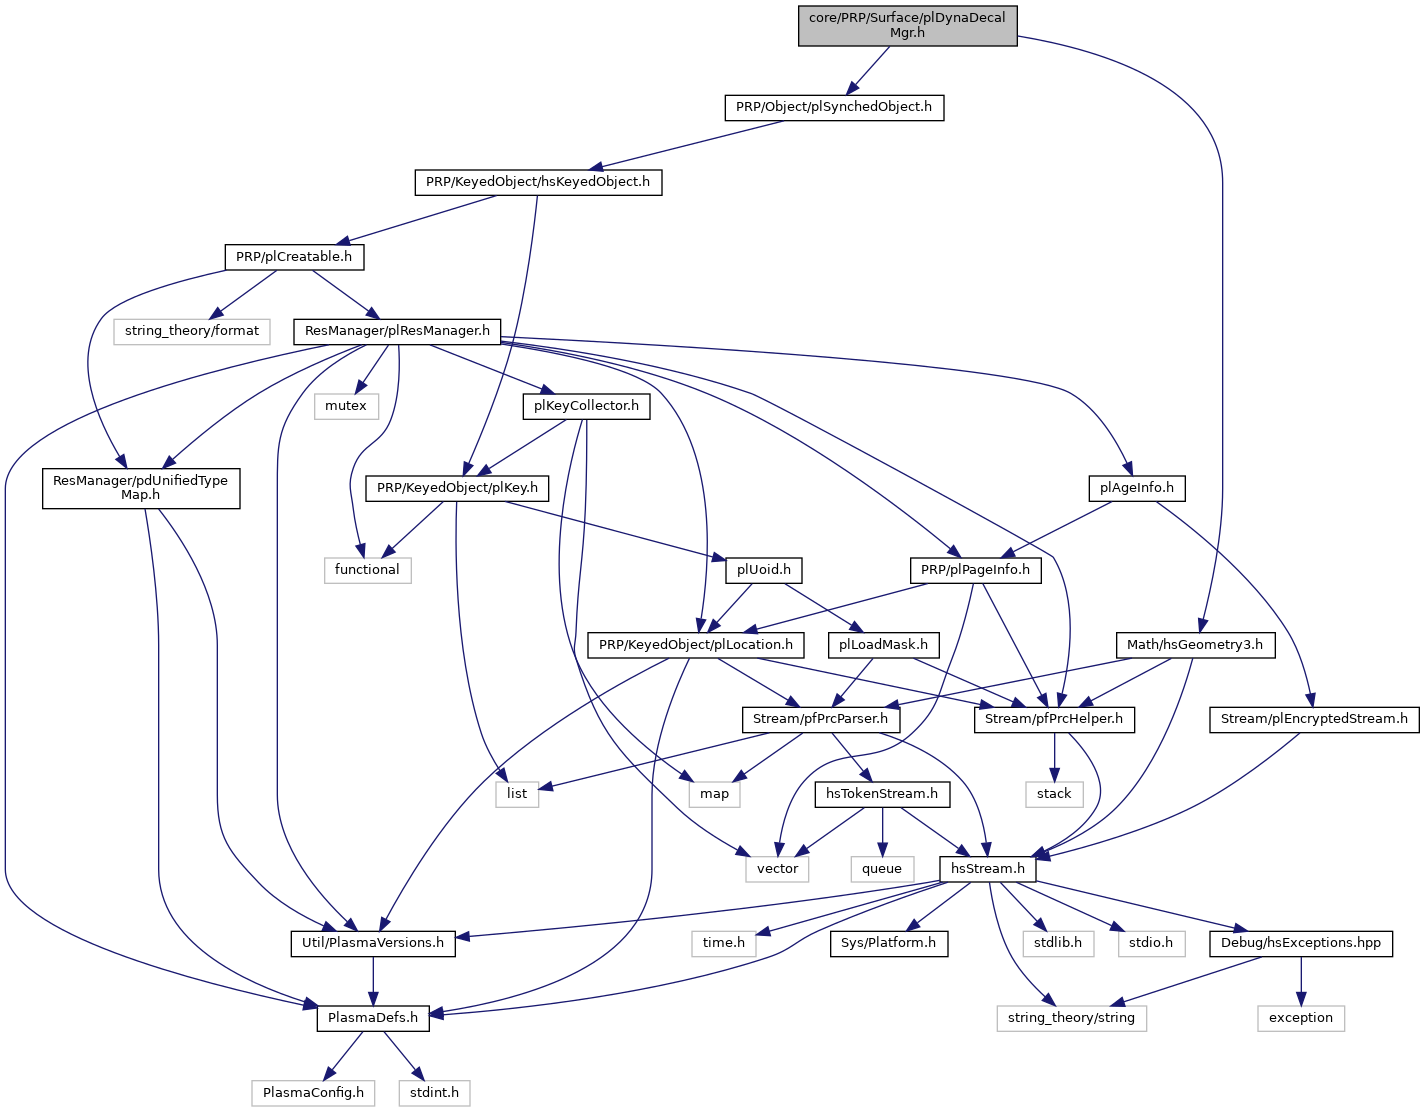 core/PRP/Surface/plDynaDecal
Mgr.h
PRP/Object/plSynchedObject.h
PRP/KeyedObject/hsKeyedObject.h
PRP/plCreatable.h
string_theory/format
ResManager/plResManager.h
mutex
plKeyCollector.h
ResManager/pdUnifiedType
Map.h
PRP/KeyedObject/plKey.h
plAgeInfo.h
functional
plUoid.h
PRP/plPageInfo.h
PRP/KeyedObject/plLocation.h
plLoadMask.h
Math/hsGeometry3.h
Stream/pfPrcParser.h
Stream/pfPrcHelper.h
Stream/plEncryptedStream.h
list
map
hsTokenStream.h
stack
vector
queue
hsStream.h
Util/PlasmaVersions.h
time.h
Sys/Platform.h
stdlib.h
stdio.h
Debug/hsExceptions.hpp
PlasmaDefs.h
string_theory/string
exception
PlasmaConfig.h
stdint.h